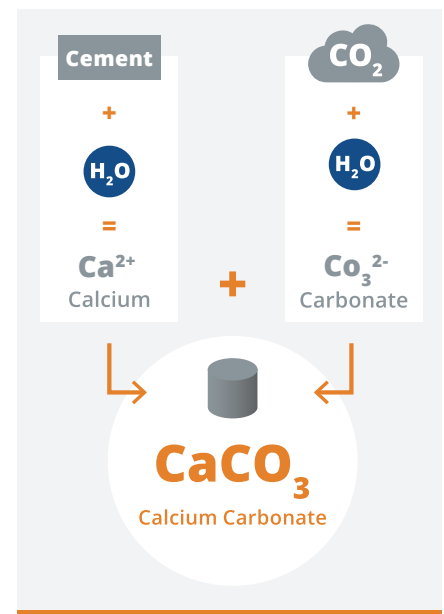 Cement
+
H₂O
=
Ca²⁺
Calcium
+
CO₂
+
H₂O
=
Co₃²⁻
Carbonate
CaCO₃
Calcium Carbonate